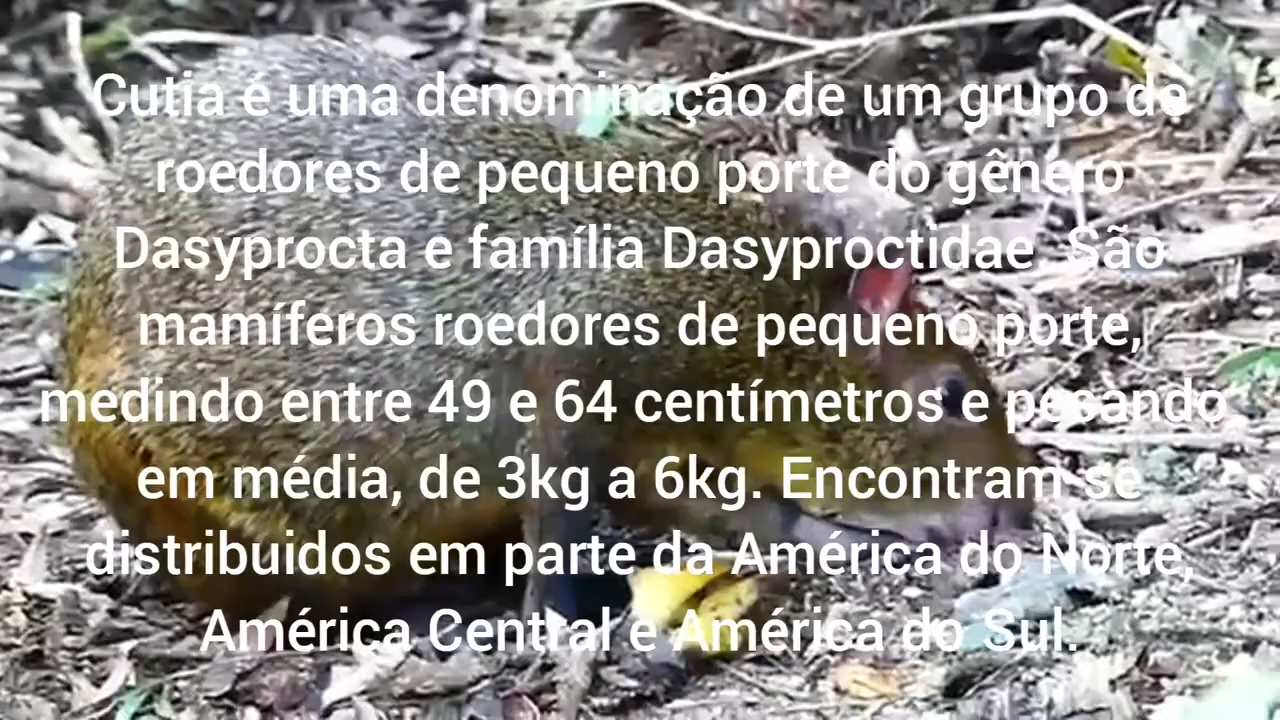 Cutia é uma denominação de um grupo de
roedores de pequeno porte do gênero
Dasyprocta e família Dasyproctidae. São
mamíferos roedores de pequeno porte,
medindo entre 49 e 64 centímetros e pesando
em média, de 3kg a 6kg. Encontram-se
distribuidos em parte da América do Norte,
América Central e América do Sul.